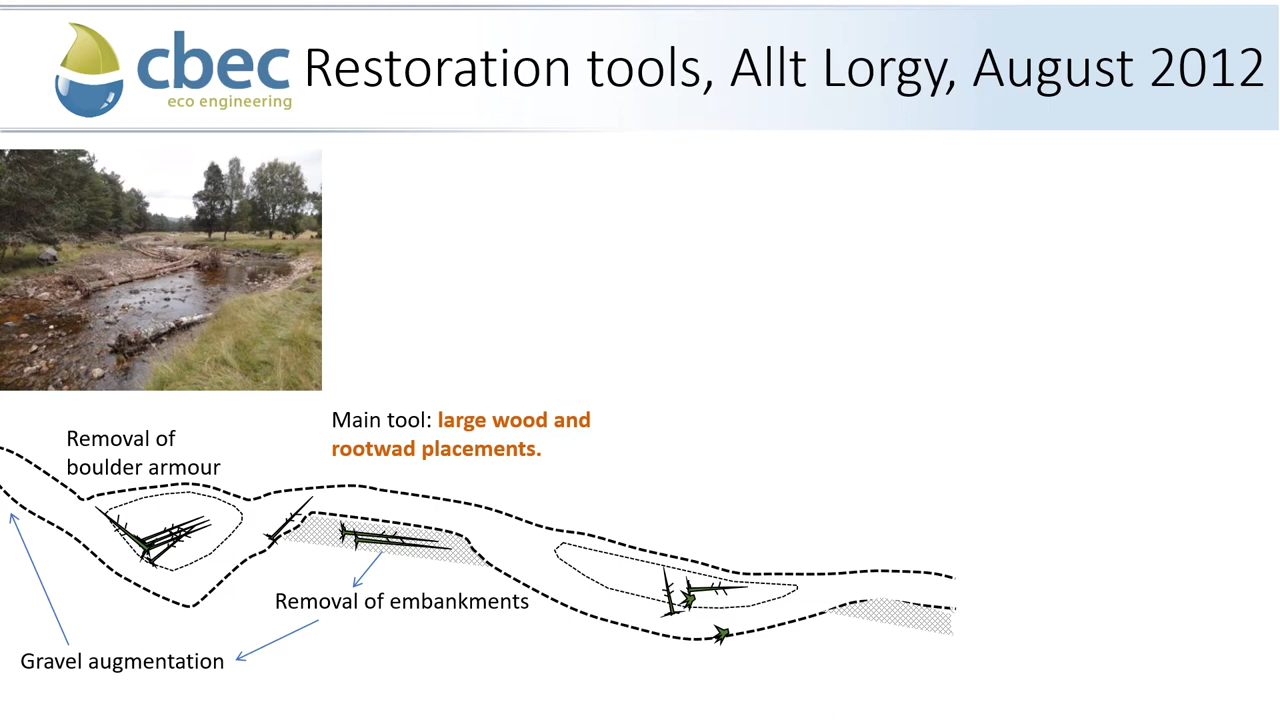 cbec
eco engineering
Restoration tools, Allt Lorgy, August 2012
Main tool: large wood and
rootwad placements.
Removal of
boulder armour
Removal of embankments
Gravel augmentation